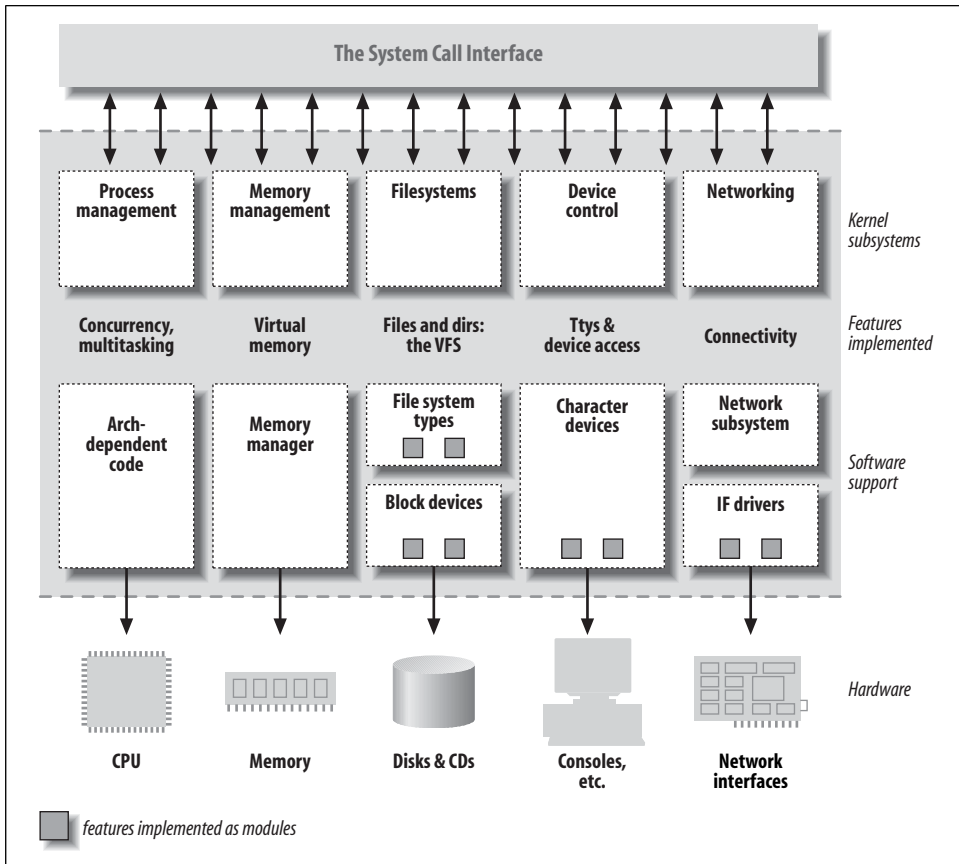 The System Call Interface
Process
management
Memory
management
Filesystems
Device
control
Networking
Kernel
subsystems
Concurrency,
multitasking
Virtual
memory
Files and dirs:
the VFS
Ttys &
device access
Connectivity
Features
implemented
Arch-
dependent
code
Memory
manager
File system
types
Block devices
Character
devices
Network
subsystem
IF drivers
Software
support
Hardware
CPU
Memory
Disks & CDs
Consoles,
etc.
Network
interfaces
features implemented as modules